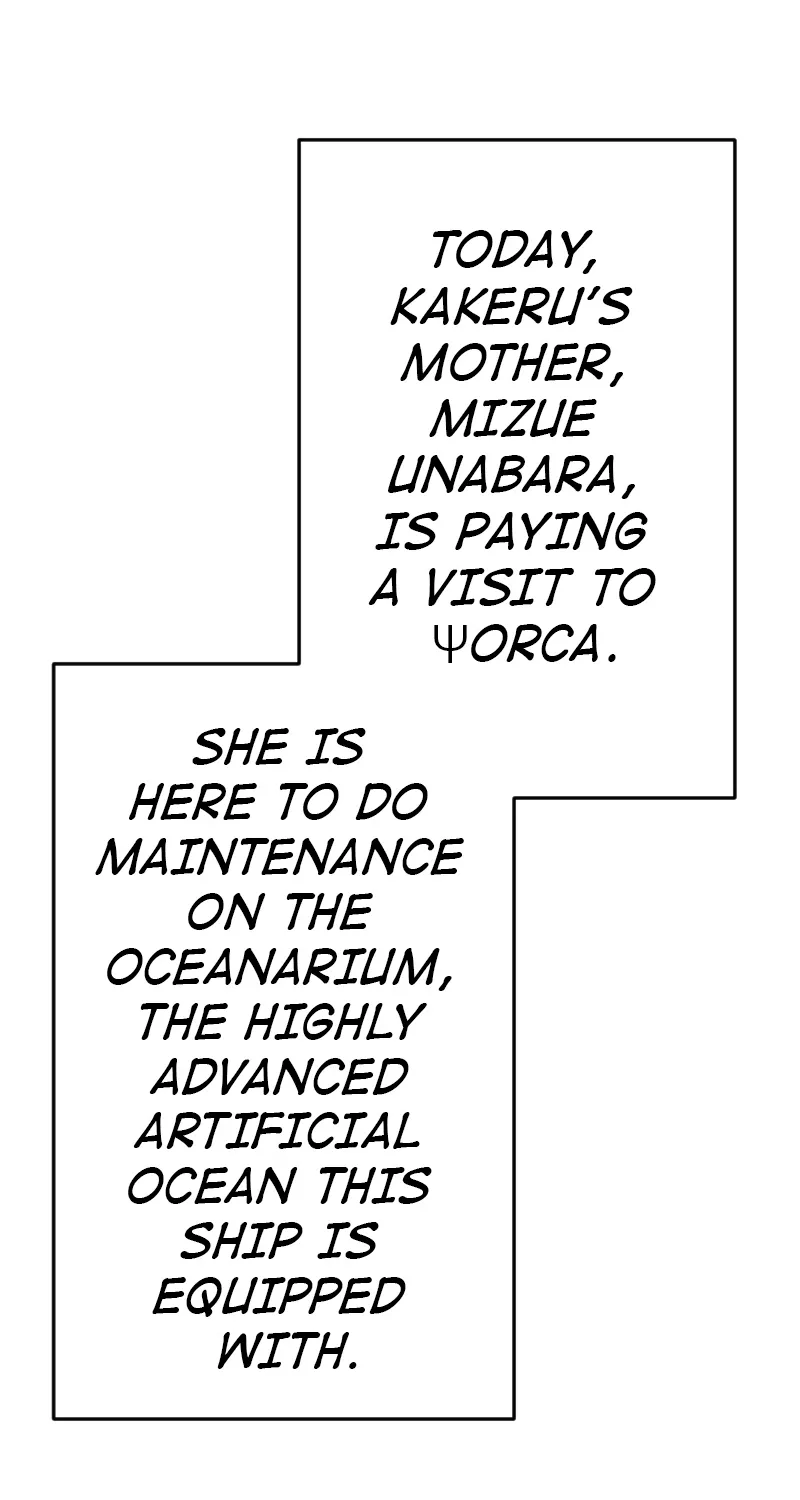 TODAY,
KAKERU'S
MOTHER,
MIZUE
UNABARA,
IS PAYING
A VISIT TO
ΨORCA.
SHE IS
HERE TO DO
MAINTENANCE
ON THE
OCEANARIUM,
THE HIGHLY
ADVANCED
ARTIFICIAL
OCEAN THIS
SHIP IS
EQUIPPED
WITH.